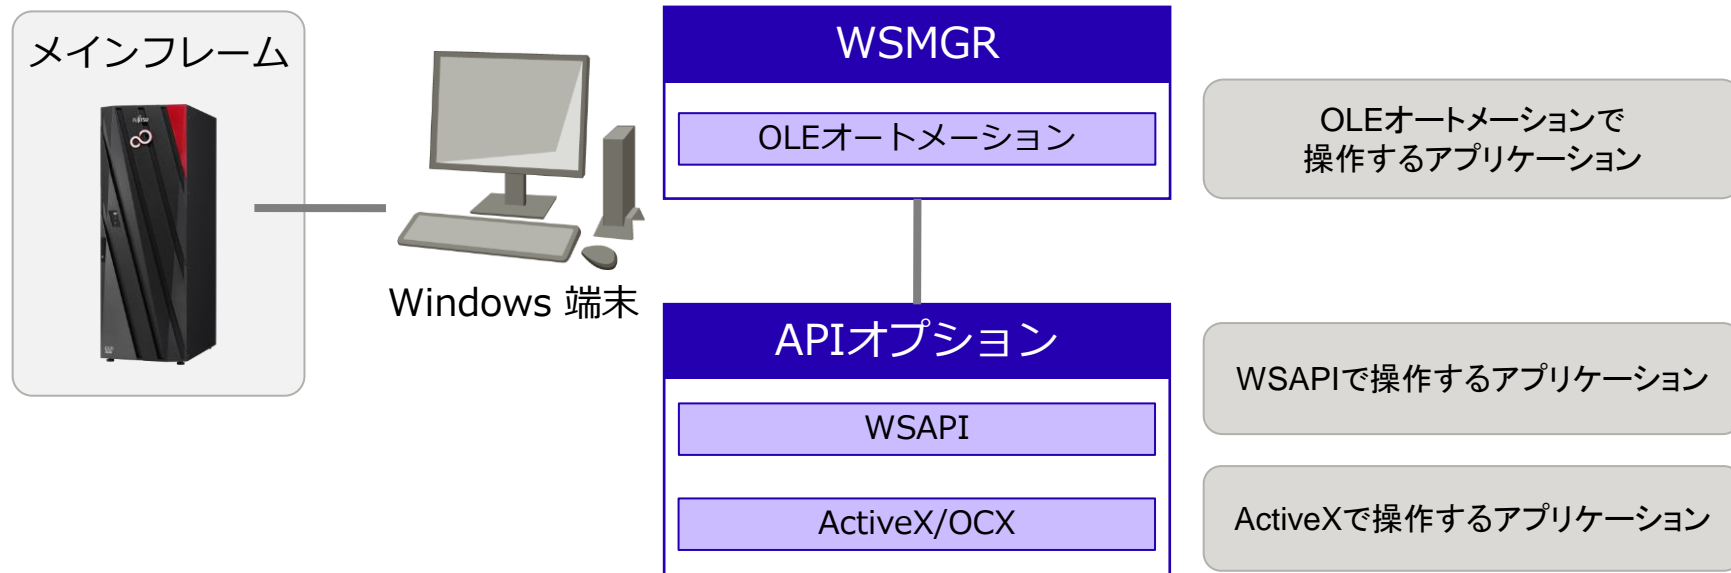 メインフレーム
FUJITSU
Windows 端末
WSMGR
OLEオートメーション
APIオプション
WSAPI
ActiveX/OCX
OLEオートメーションで
操作するアプリケーション
WSAPIで操作するアプリケーション
ActiveXで操作するアプリケーション